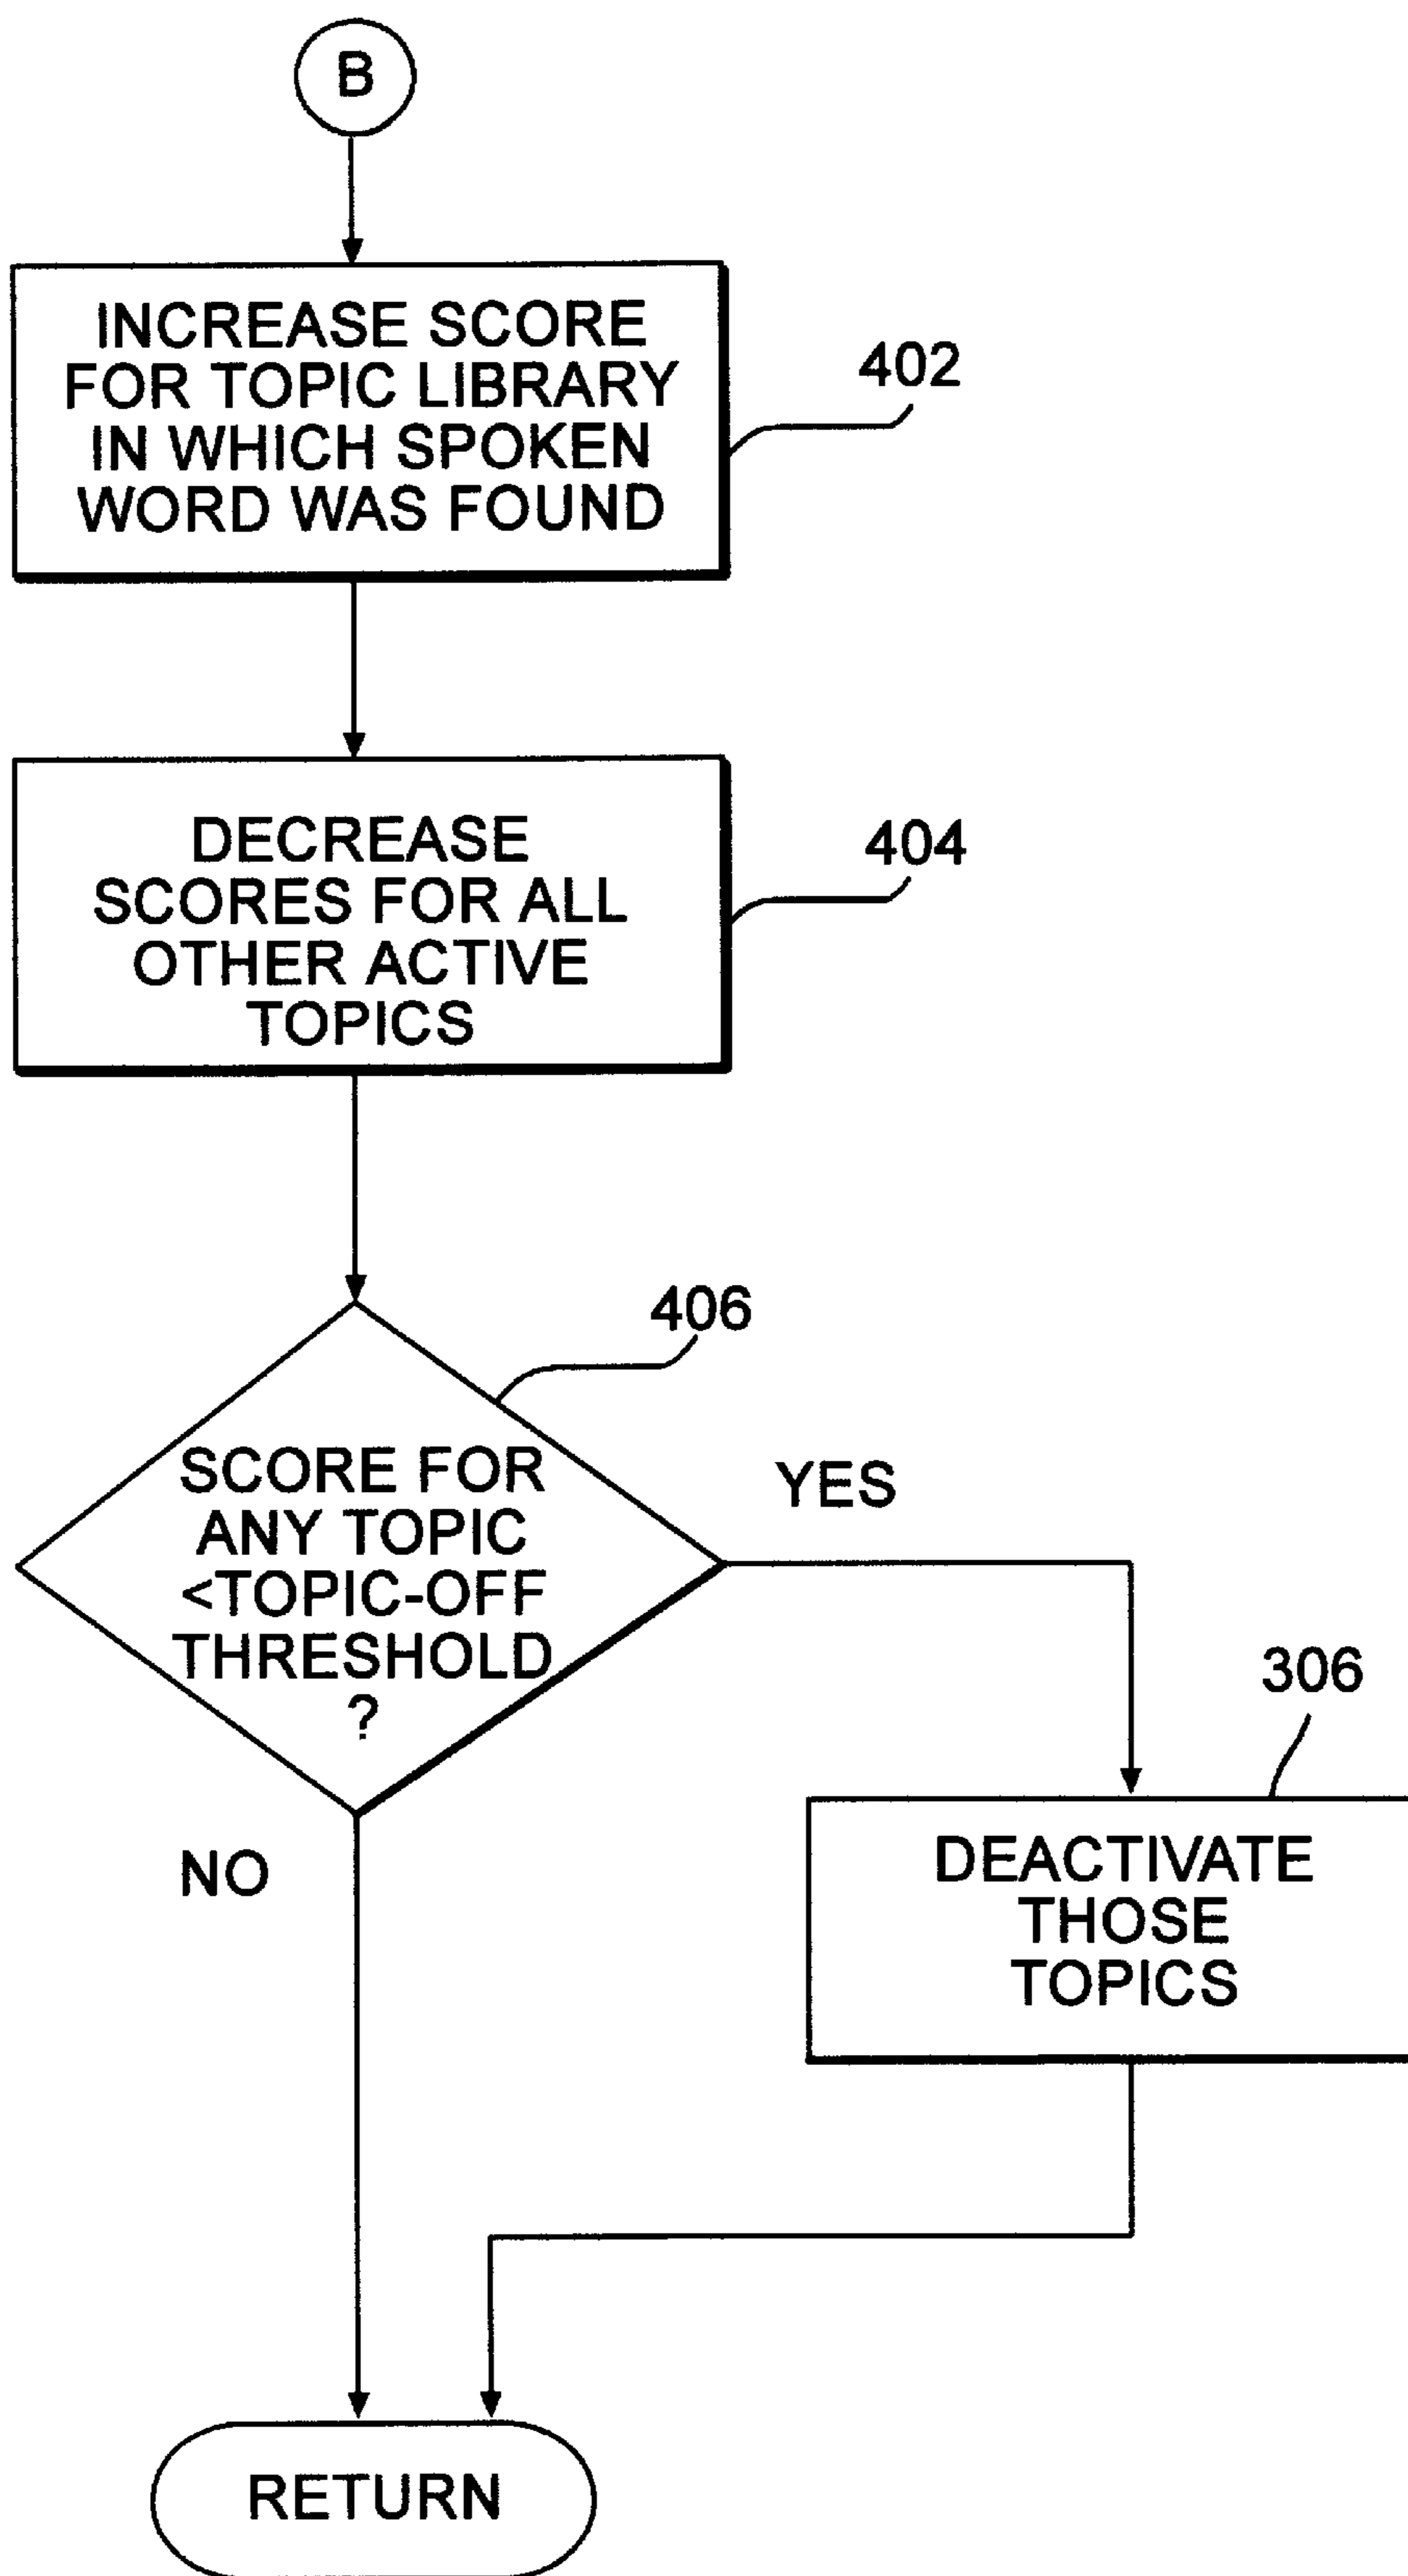 B
INCREASE SCORE
FOR TOPIC LIBRARY
IN WHICH SPOKEN
WORD WAS FOUND
402
DECREASE
SCORES FOR ALL
OTHER ACTIVE
TOPICS
404
406
SCORE FOR
ANY TOPIC
<TOPIC-OFF
THRESHOLD
?
YES
NO
306
DEACTIVATE
THOSE
TOPICS
RETURN